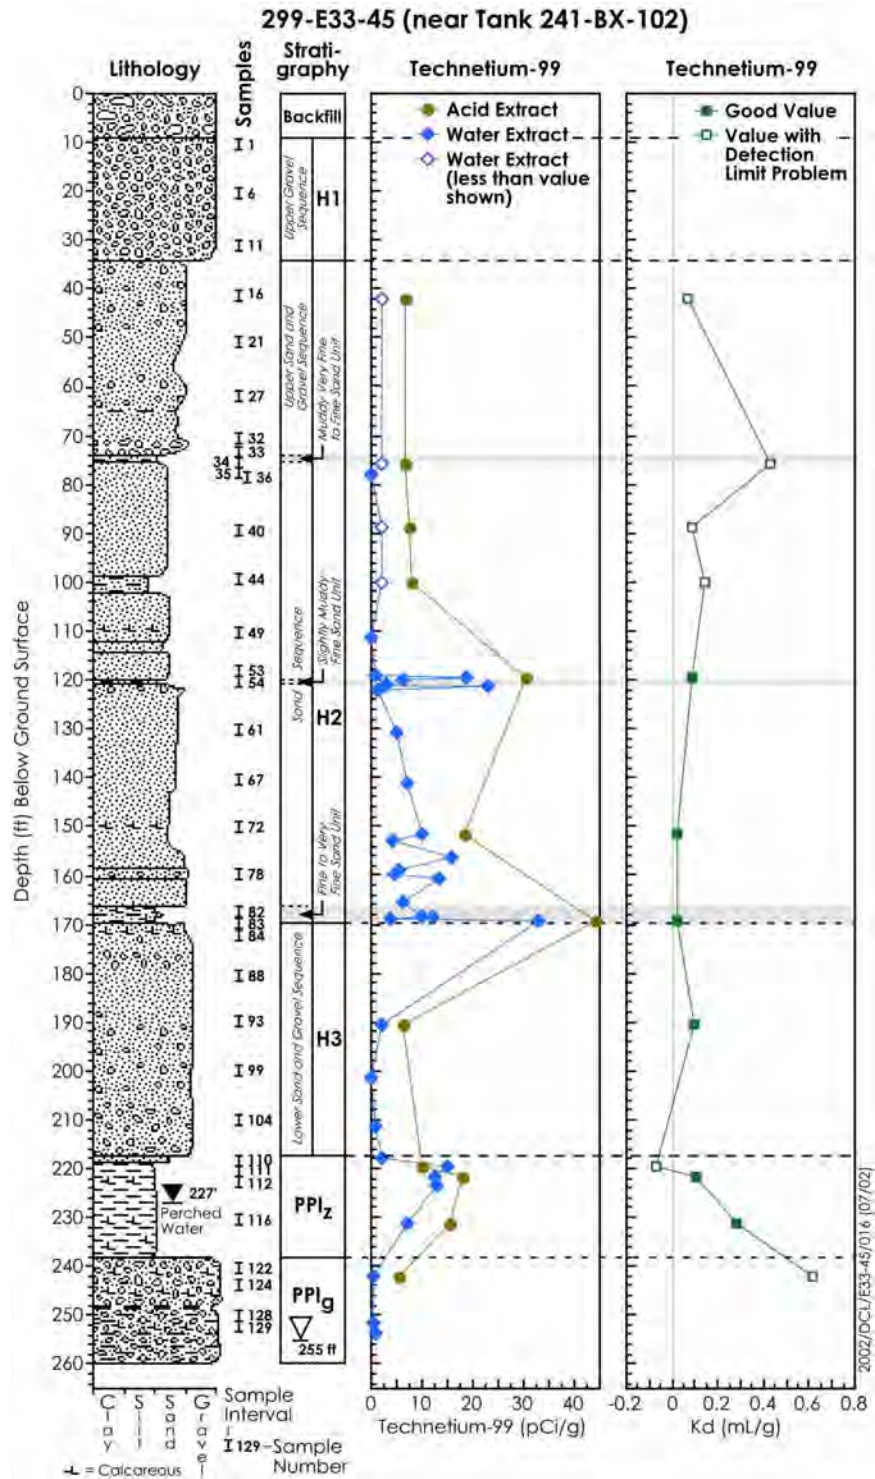 299-E33-45 (near Tank 241-BX-102)
Lithology
Samples
Strati-
graphy
Technetium-99
Technetium-99
Backfill
Acid Extract
Water Extract
Water Extract
(less than value
shown)
Good Value
Value with
Detection
Limit Problem
Depth (ft) Below Ground Surface
0
10
20
30
40
50
60
70
80
90
100
110
120
130
140
150
160
170
180
190
200
210
220
230
240
250
260
1
6
11
16
21
27
32
33
34
35
36
40
44
49
53
54
61
67
72
78
82
83
84
88
93
99
104
110
111
112
116
122
124
128
129
Upper Gravel
Sequence
H1
Upper Sand and
Gravel Sequence
Muddy Very Fine
to Fine Sand Unit
Sand Sequence
Slightly Muddy
Fine Sand Unit
H2
Fine to Very
Fine Sand Unit
Lower Sand and Gravel Sequence
H3
PPlz
PPlg
255 ft
227'
Perched
Water
0 10 20 30 40
Technetium-99 (pCi/g)
-0.2 0 0.2 0.4 0.6 0.8
Kd (mL/g)
Clay
Silt
Sand
Gravel
Sample
Interval
129
Sample
Number
= Calcareous
2002/DCL/E33-45/016 (07/02)